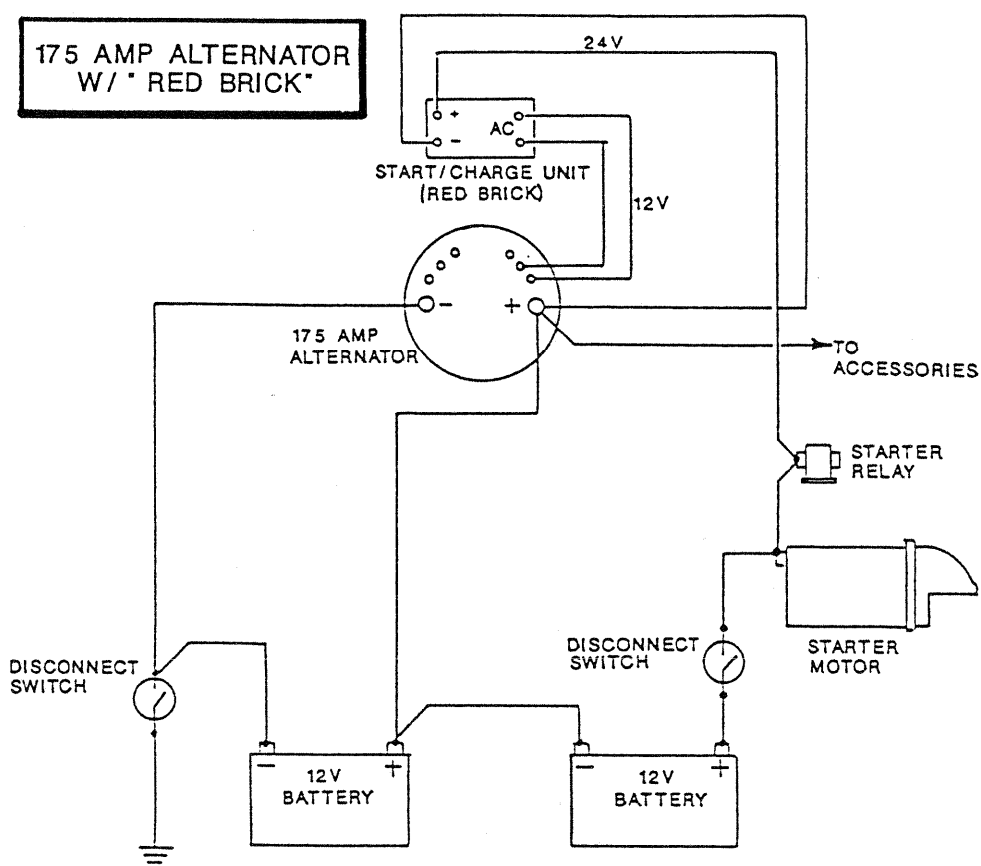 175 AMP ALTERNATOR
W/ " RED BRICK"
24V
+
AC
-
START/CHARGE UNIT
(RED BRICK)
12V
-
+
175 AMP
ALTERNATOR
TO
ACCESSORIES
STARTER
RELAY
DISCONNECT
SWITCH
DISCONNECT
SWITCH
STARTER
MOTOR
-
+
12V
BATTERY
-
+
12V
BATTERY